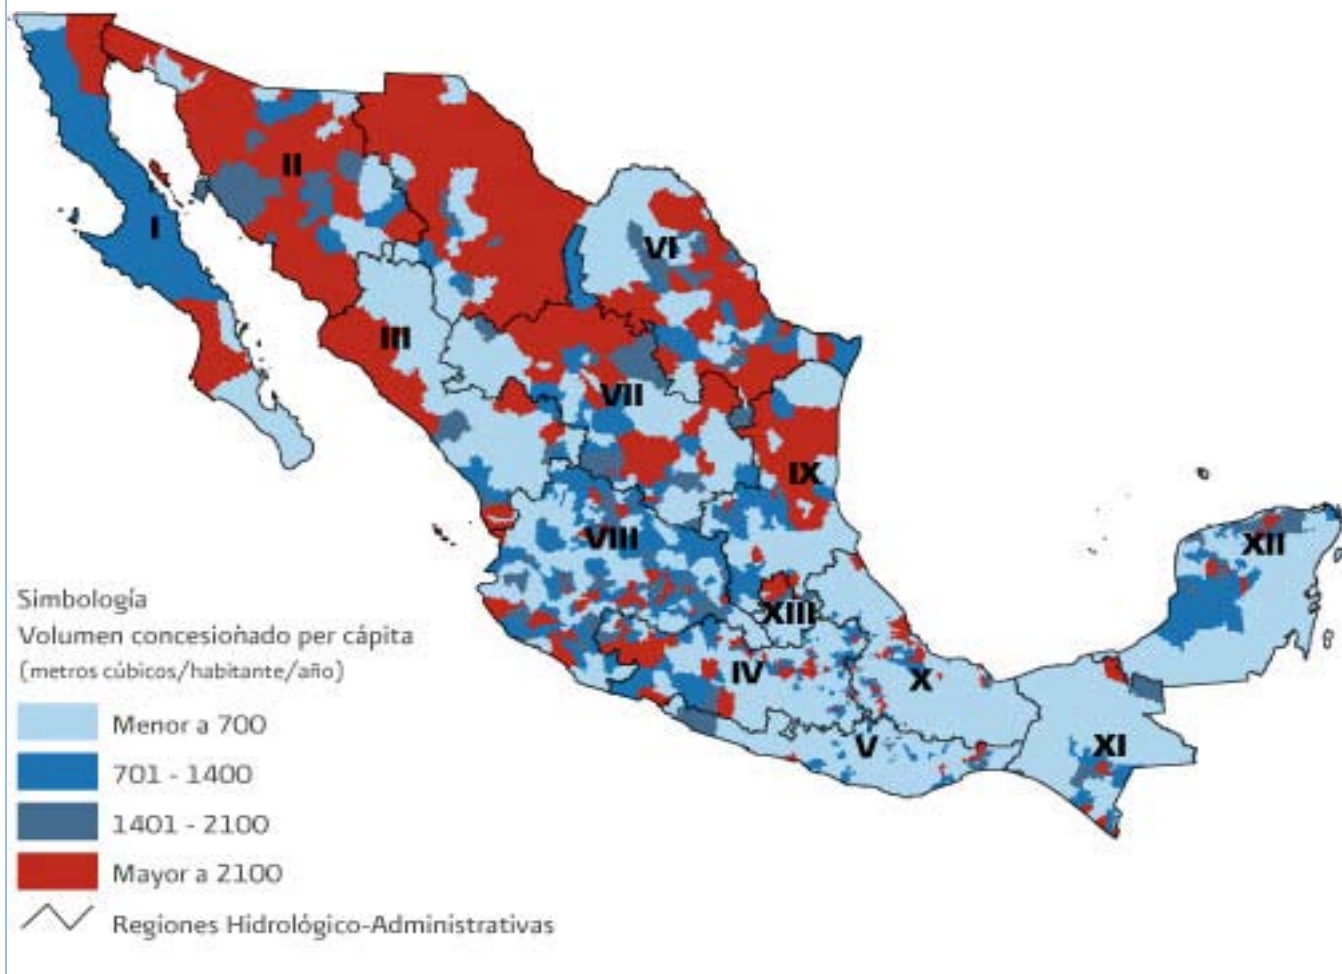 I
II
III
VI
VII
VIII
IX
XII
XIII
IV
X
V
XI
Simbología
Volumen concesionado per cápita
(metros cúbicos/habitante/año)
Menor a 700
701 - 1400
1401 - 2100
Mayor a 2100
Regiones Hidrológico-Administrativas